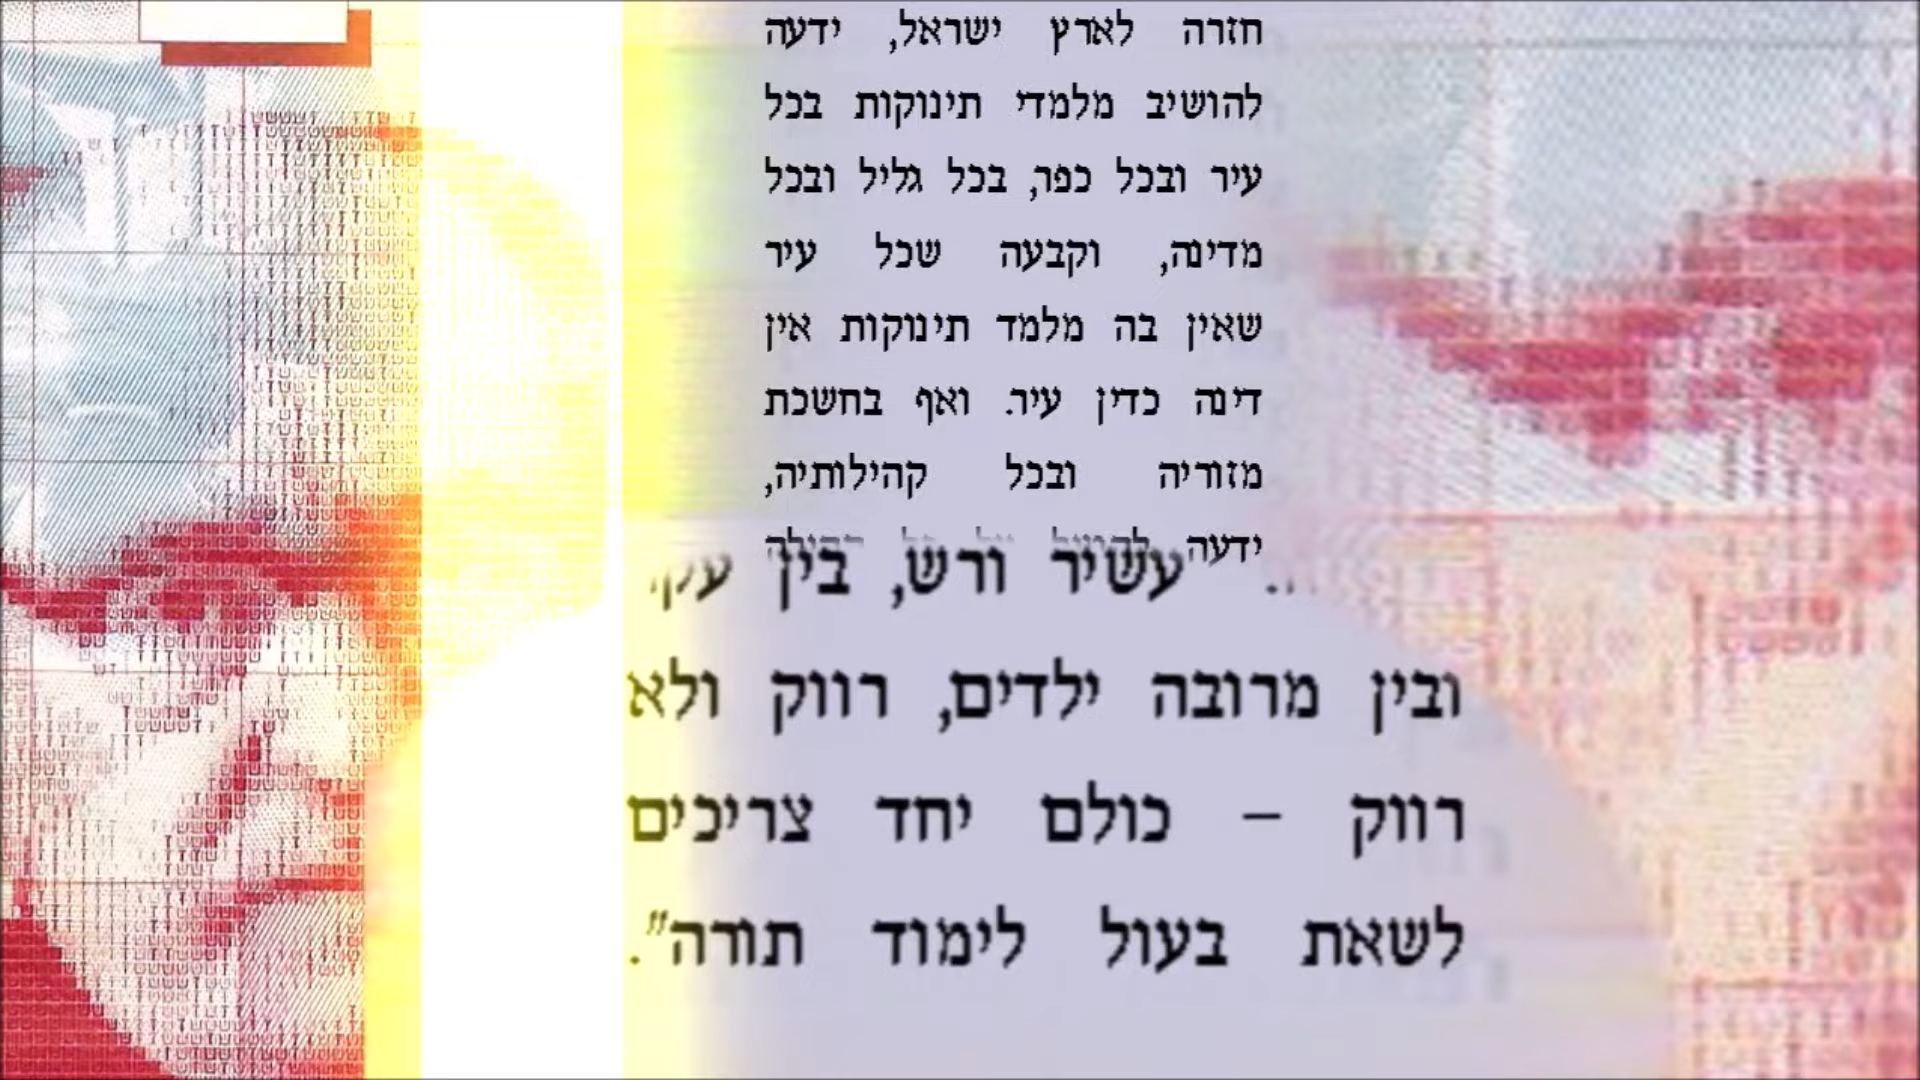 חזרה לארץ ישראל, ידעה
להושיב מלמדי תינוקות בכל
עיר ובכל כפר, בכל גליל ובכל
מדינה, וקבעה שכל עיר
שאין בה מלמד תינוקות אין
דינה כדין עיר. ואף בחשכת
מזוריה ובכל קהילותיה,
ידעה
עשיר ורש, בין
ובין מרובה ילדים, רווק ולא
רווק – כולם יחד צריכים
לשאת בעול לימוד תורה".